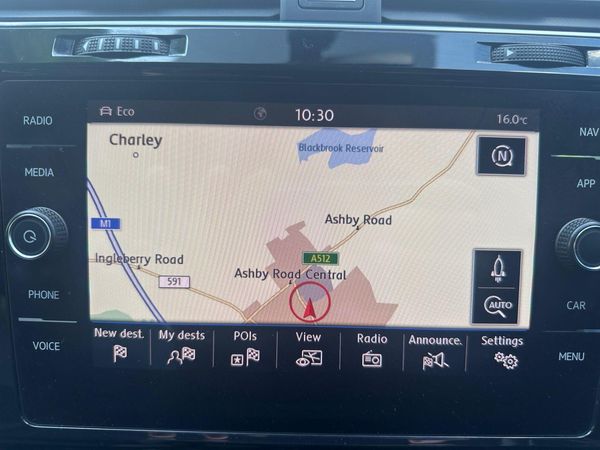 RADIO
MEDIA
PHONE
VOICE
Eco
10:30
16.0°C
NAV
APP
CAR
MENU
Charley
Blackbrook Reservoir
N
M1
Ashby Road
Ingleberry Road
A512
591
Ashby Road Central
AUTO
New dest.
My dests
POIs
View
Radio
Announce.
Settings